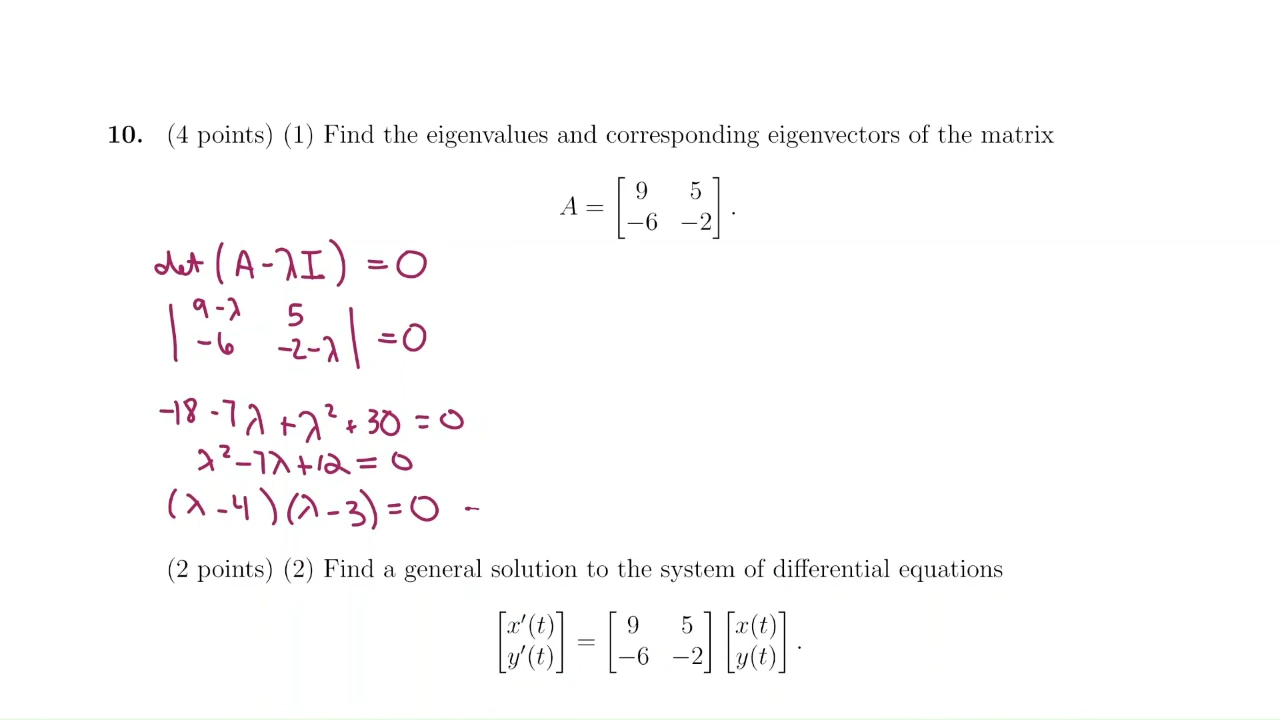 10. (4 points) (1) Find the eigenvalues and corresponding eigenvectors of the matrix
A = [ 9 5
−6 −2 ] .
det (A - λI) = 0
| 9-λ 5
-6 -2-λ | = 0
-18 -7λ + λ² + 30 = 0
λ² - 7λ + 12 = 0
(λ - 4)(λ - 3) = 0 -
(2 points) (2) Find a general solution to the system of differential equations
[ x′(t) = [ 9 5 [ x(t)
y′(t) ] −6 −2 ] y(t) ] .